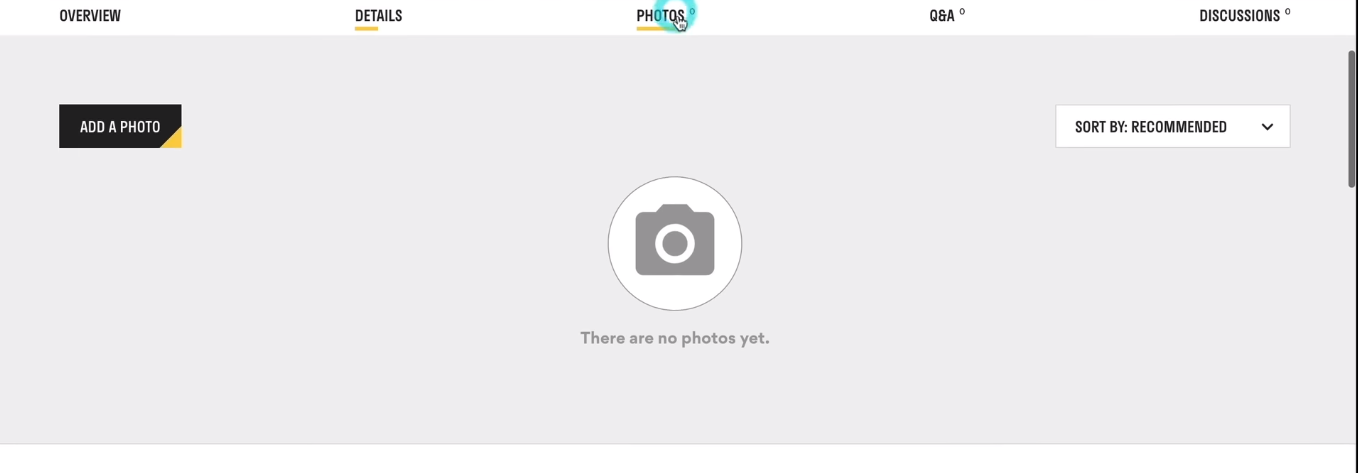 OVERVIEW DETAILS PHOTOS 0 Q&A 0 DISCUSSIONS 0
ADD A PHOTO SORT BY: RECOMMENDED
There are no photos yet.